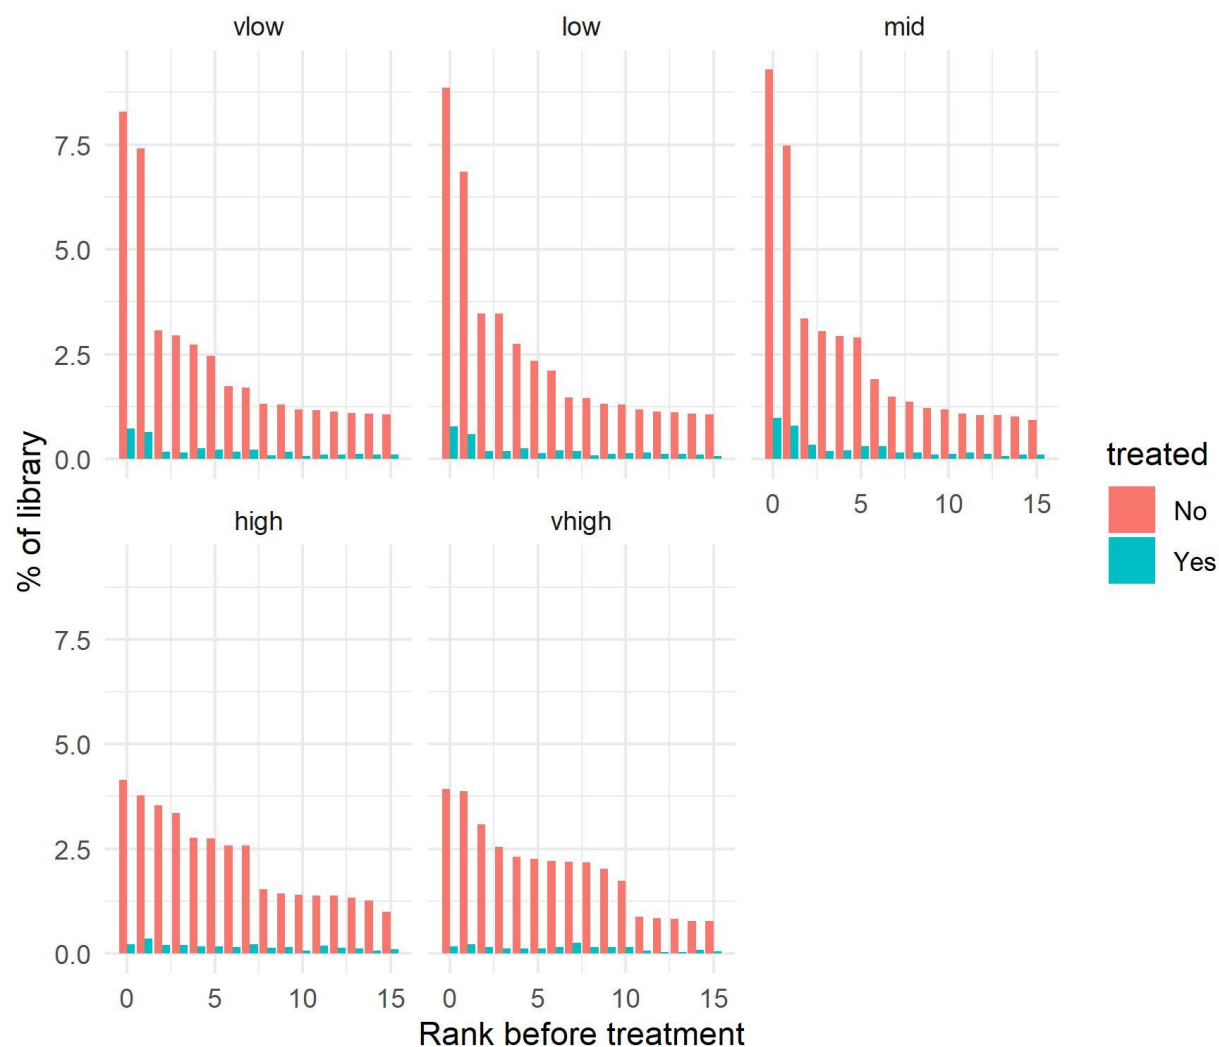 vlow low mid
7.5
5.0
2.5
0.0
0 5 10 15
high vhigh
7.5
5.0
2.5
0.0
0 5 10 15 0 5 10 15
Rank before treatment
% of library
treated
No
Yes